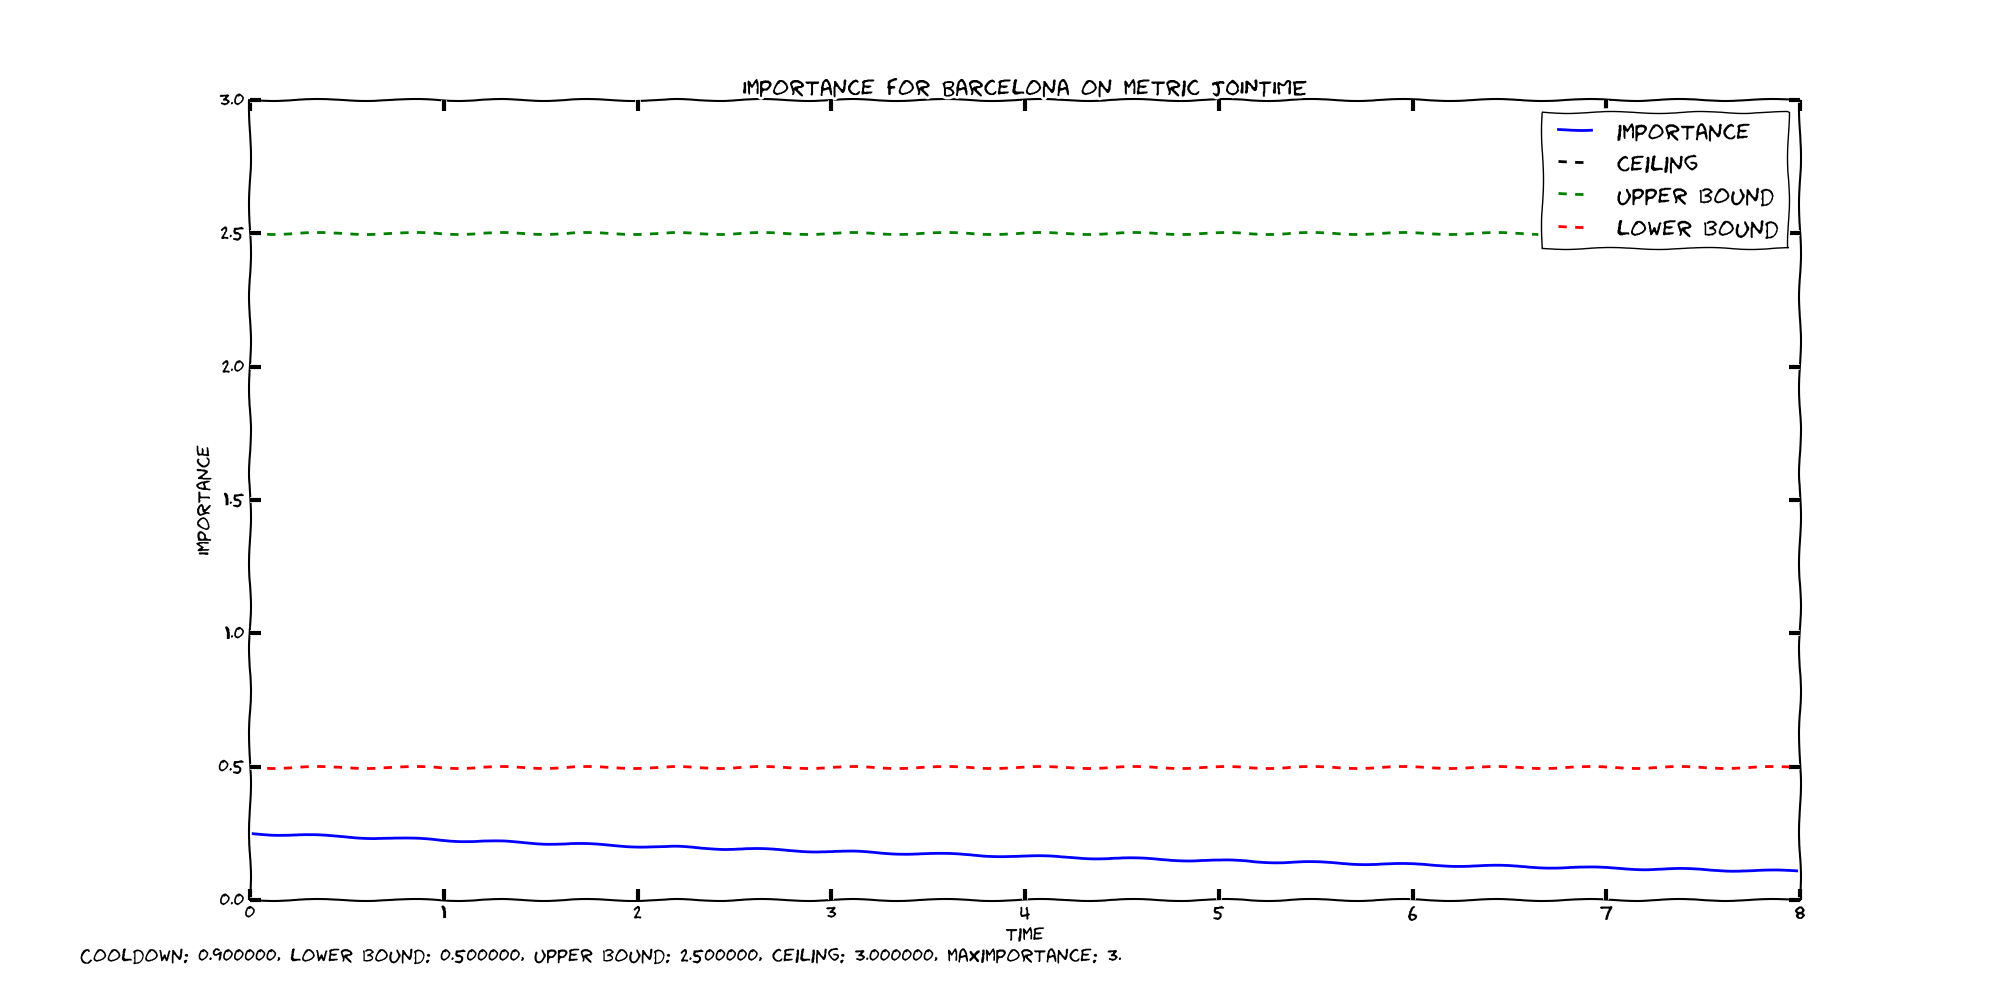 IMPORTANCE FOR BARCELONA ON METRIC JOINTIME
3.0
2.5
2.0
1.5
1.0
0.5
0.0
IMPORTANCE
IMPORTANCE
CEILING
UPPER BOUND
LOWER BOUND
0 1 2 3 4 5 6 7 8
TIME
COOLDOWN: 0.900000, LOWER BOUND: 0.500000, UPPER BOUND: 2.500000, CEILING: 3.000000, MAXIMPORTANCE: 3.